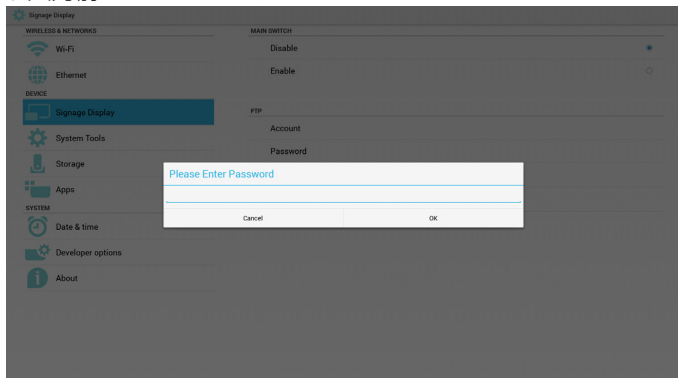 Signage Display
WIRELESS & NETWORKS
Wi-Fi
Ethernet
DEVICE
Signage Display
System Tools
Storage
Apps
SYSTEM
Date & time
Developer options
About
MAIN SWITCH
Disable
Enable
FTP
Account
Password
Please Enter Password
Cancel
OK